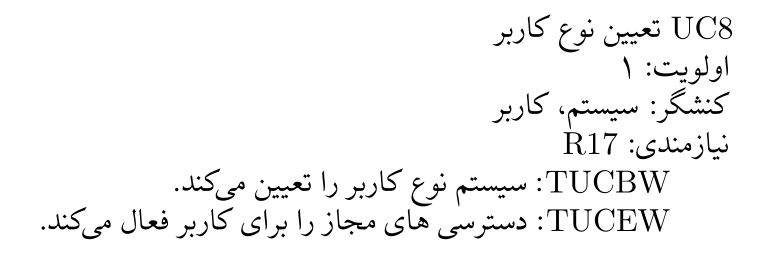 UC8 تعیین نوع کاربر
اولویت: ۱
کنشگر: سیستم، کاربر
نیازمندی: R17
TUCBW: سیستم نوع کاربر را تعیین می‌کند.
TUCEW: دسترسی های مجاز را برای کاربر فعال می‌کند.